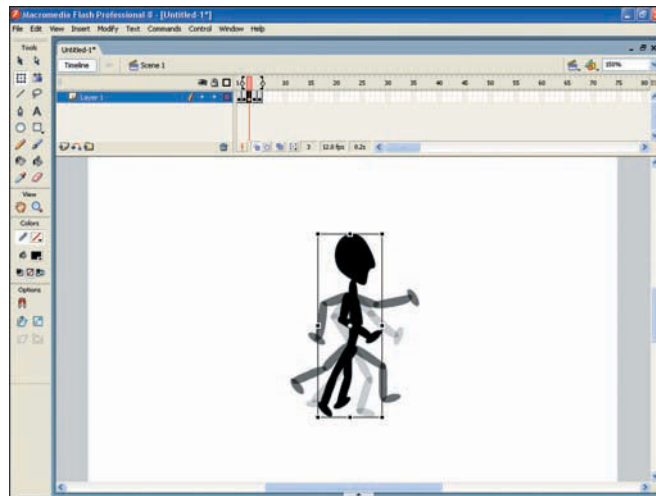 Macromedia Flash Professional 8 - [Untitled-1*]
File Edit View Insert Modify Text Commands Control Window Help
Tools
Untitled-1*
Timeline Scene 1 150%
10 15 20 25 30 35 40 45 50 55 60 65 70 75 80
Layer 1
3 12.0 fps 0.2s
View
Colors
Options